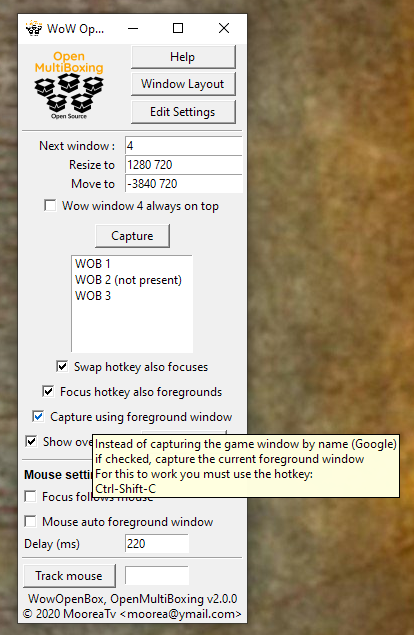 WoW Op...
Open
MultiBoxing
Open Source
Help
Window Layout
Edit Settings
Next window : 4
Resize to 1280 720
Move to -3840 720
Wow window 4 always on top
Capture
WOB 1
WOB 2 (not present)
WOB 3
Swap hotkey also focuses
Focus hotkey also foregrounds
Capture using foreground window
Show ove
Instead of capturing the game window by name (Google)
if checked, capture the current foreground window
For this to work you must use the hotkey:
Ctrl-Shift-C
Mouse settin
Focus follows mouse
Mouse auto foreground window
Delay (ms) 220
Track mouse
WowOpenBox, OpenMultiBoxing v2.0.0
© 2020 MooreaTv <moorea@ymail.com>